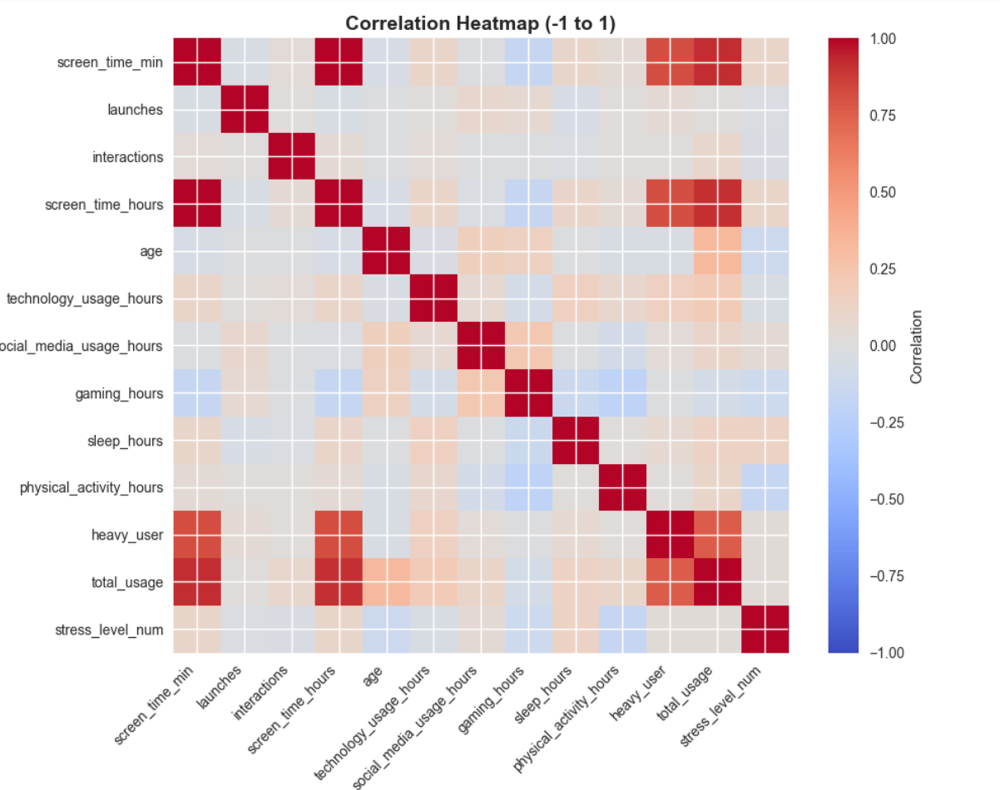 Correlation Heatmap (-1 to 1)
screen_time_min
launches
interactions
screen_time_hours
age
technology_usage_hours
ocial_media_usage_hours
gaming_hours
sleep_hours
physical_activity_hours
heavy_user
total_usage
stress_level_num
screen_time_min
launches
interactions
screen_time_hours
age
technology_usage_hours
social_media_usage_hours
gaming_hours
sleep_hours
physical_activity_hours
heavy_user
total_usage
stress_level_num
1.00
0.75
0.50
0.25
0.00
−0.25
−0.50
−0.75
−1.00
Correlation